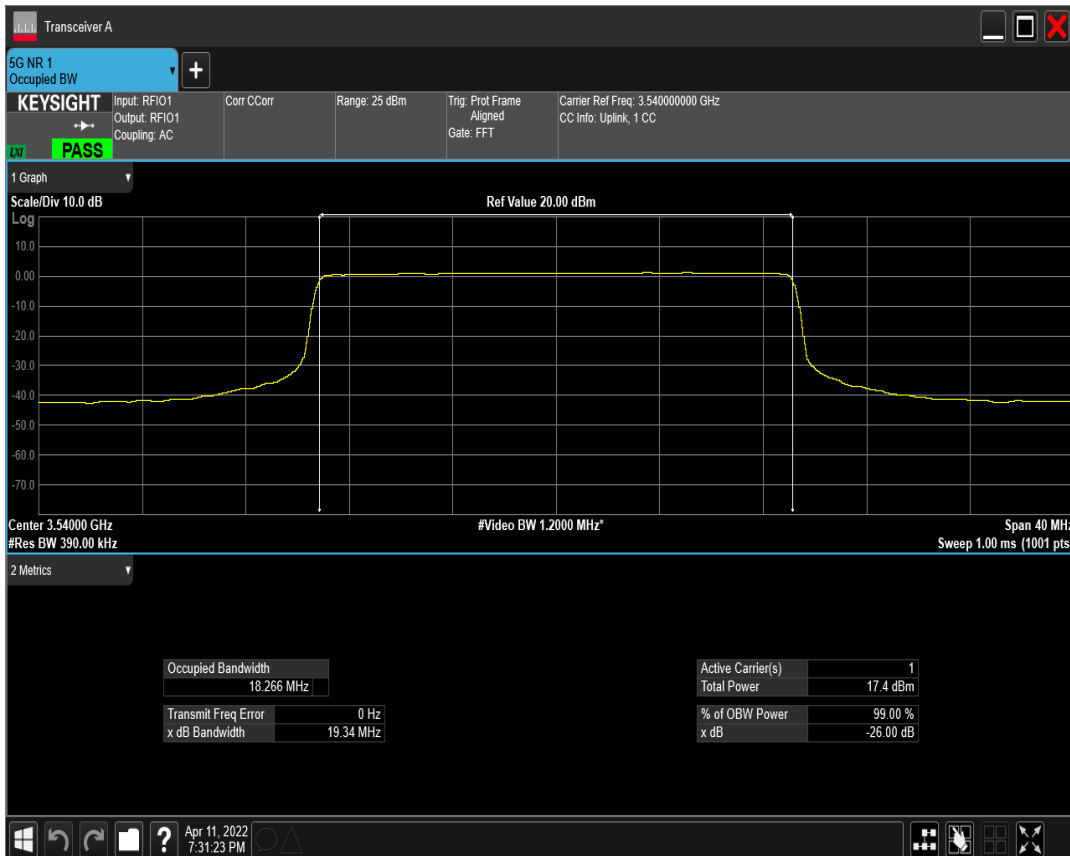 Transceiver A
5G NR 1
Occupied BW
+
KEYSIGHT
LXI
PASS
Input: RFIO1
Output: RFIO1
Coupling: AC
Corr CCorr
Range: 25 dBm
Trig: Prot Frame
Aligned
Gate: FFT
Carrier Ref Freq: 3.540000000 GHz
CC Info: Uplink, 1 CC
1 Graph
Scale/Div 10.0 dB
Ref Value 20.00 dBm
Log
10.0
0.00
-10.0
-20.0
-30.0
-40.0
-50.0
-60.0
-70.0
Center 3.54000 GHz
#Video BW 1.2000 MHz*
Span 40 MHz
#Res BW 390.00 kHz
Sweep 1.00 ms (1001 pts
2 Metrics
Occupied Bandwidth
18.266 MHz
Transmit Freq Error 0 Hz
x dB Bandwidth 19.34 MHz
Active Carrier(s) 1
Total Power 17.4 dBm
% of OBW Power 99.00 %
x dB -26.00 dB
?
Apr 11, 2022
7:31:23 PM